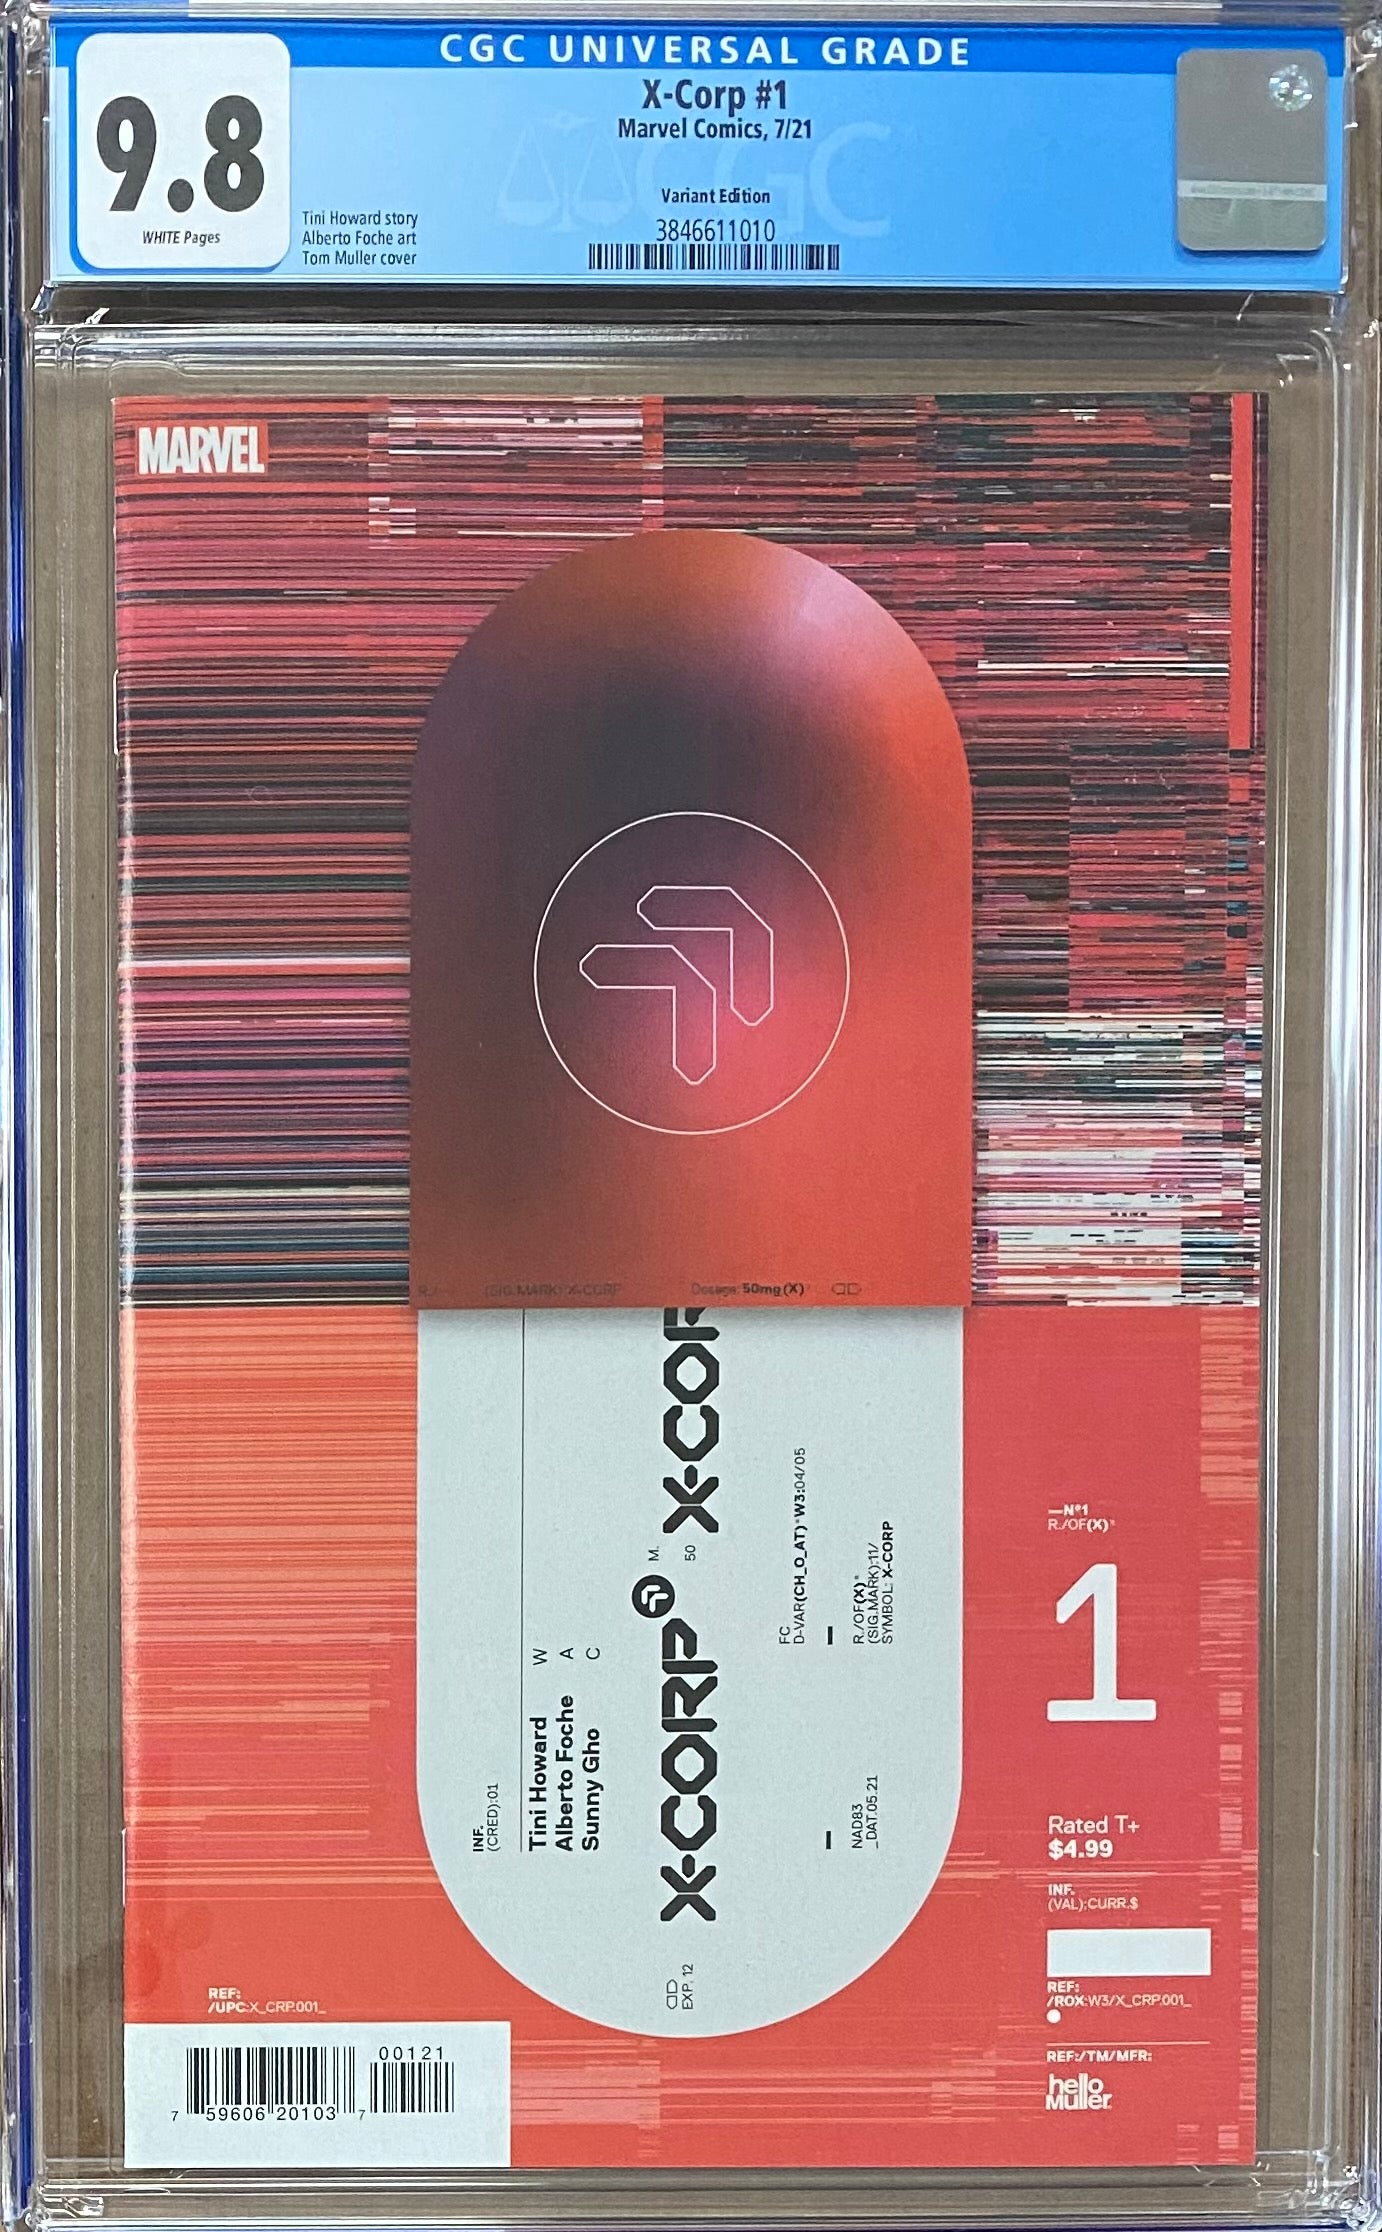 CGC UNIVERSAL GRADE
9.8
WHITE Pages
X-Corp #1
Marvel Comics, 7/21
Variant Edition
3846611010
Tini Howard story
Alberto Foche art
Tom Muller cover
CGC
MARVEL
R./ (SIG.MARK) X-CORP Dosage: 50mg (X)
X-CORP M. 50 X-COR
INF.
(CRED):01
Tini Howard W
Alberto Foche A
Sunny Gho C
FC
D-VAR(CH_O_AT)*W3:04/05
R./OF(X)*
(SIG.MARK):11/
SYMBOL: X-CORP
NAD83
_DAT.05.21
EXP. 12
—Nº1
R./OF(X)*
1
Rated T+
$4.99
INF.
(VAL);CURR.$
REF:
/ROX:W3/X_CRP.001_
REF:/TM/MFR:
hello
Muller.
REF:
/UPC:X_CRP.001_
00121
7 59606 20103 7